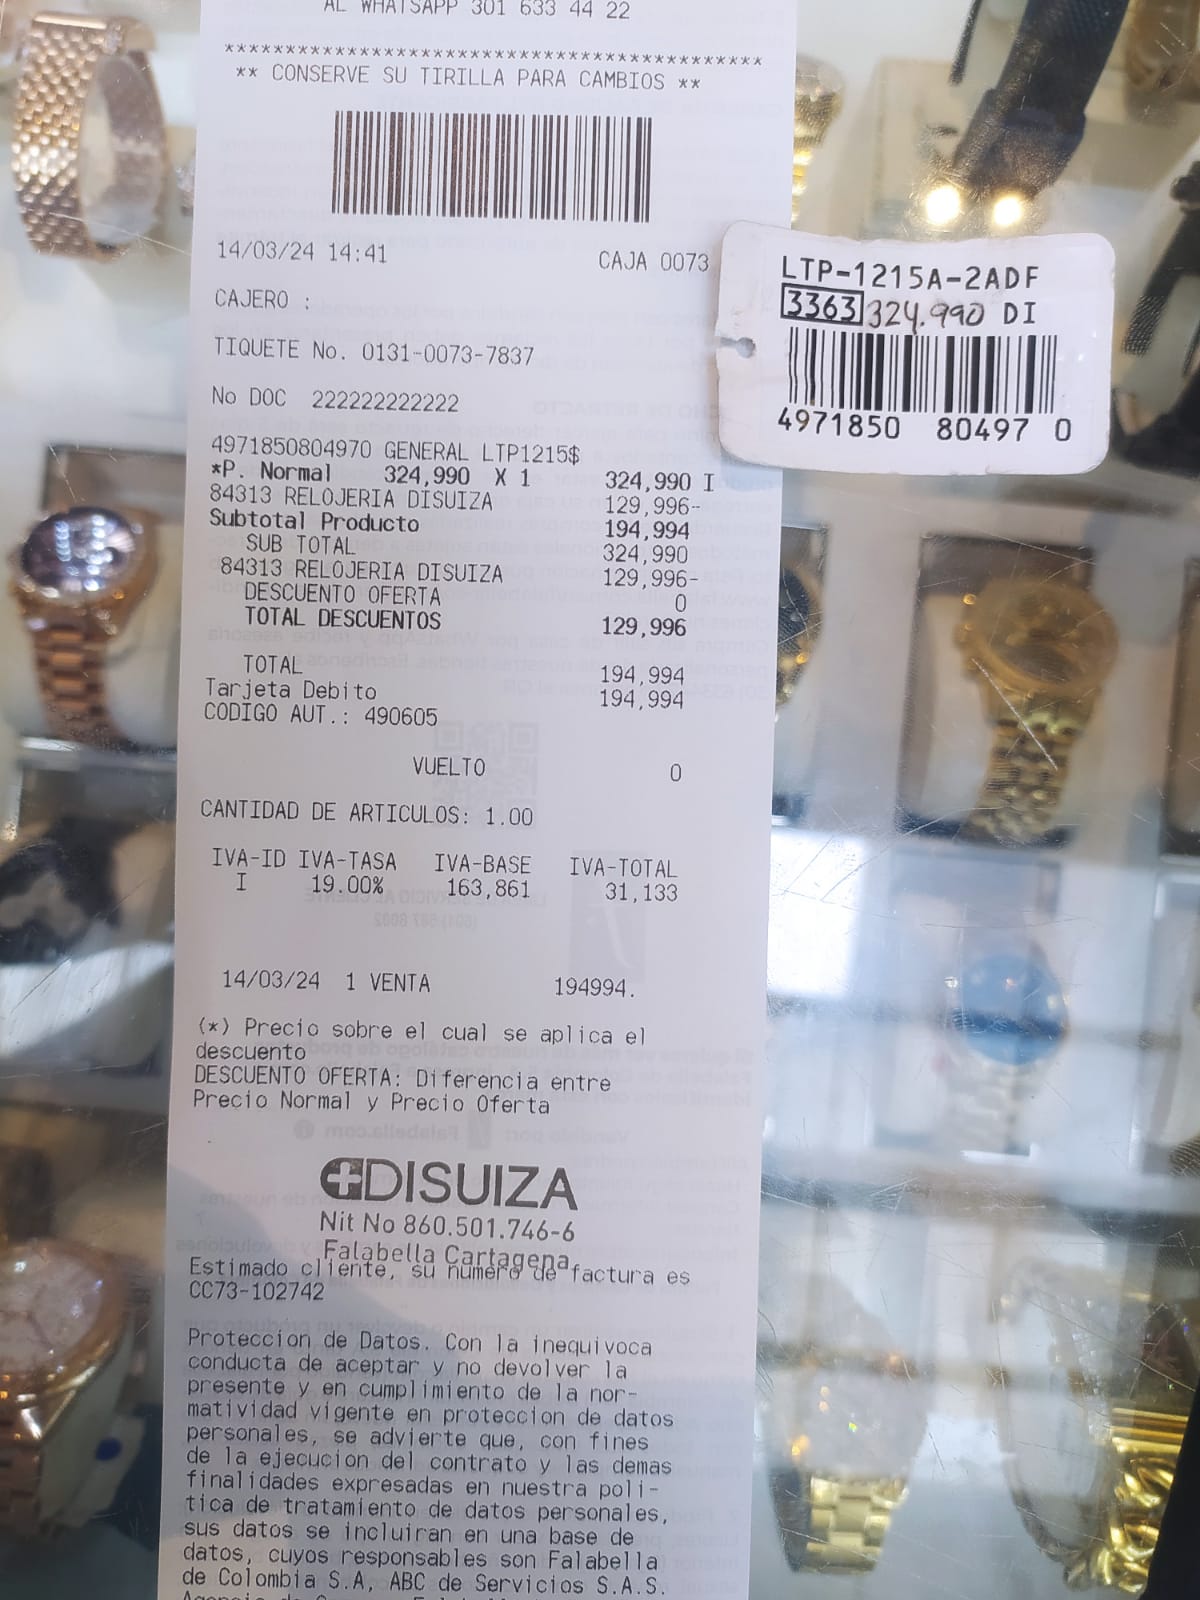 AL WHATSAPP 301 633 44 22
********************************************
** CONSERVE SU TIRILLA PARA CAMBIOS **
14/03/24 14:41 CAJA 0073
CAJERO :
TIQUETE No. 0131-0073-7837
No DOC 222222222222
4971850804970 GENERAL LTP1215$
*P. Normal 324,990 X 1 324,990 I
84313 RELOJERIA DISUIZA 129,996-
Subtotal Producto 194,994
SUB TOTAL 324,990
84313 RELOJERIA DISUIZA 129,996-
DESCUENTO OFERTA 0
TOTAL DESCUENTOS 129,996
TOTAL 194,994
Tarjeta Debito 194,994
CODIGO AUT.: 490605
VUELTO 0
CANTIDAD DE ARTICULOS: 1.00
IVA-ID IVA-TASA IVA-BASE IVA-TOTAL
I 19.00% 163,861 31,133
14/03/24 1 VENTA 194994.
(*) Precio sobre el cual se aplica el
descuento
DESCUENTO OFERTA: Diferencia entre
Precio Normal y Precio Oferta
DISUIZA
Nit No 860.501.746-6
Falabella Cartagena
Estimado cliente, su numero de factura es
CC73-102742
Proteccion de Datos. Con la inequivoca
conducta de aceptar y no devolver la
presente y en cumplimiento de la nor-
matividad vigente en proteccion de datos
personales, se advierte que, con fines
de la ejecucion del contrato y las demas
finalidades expresadas en nuestra poli-
tica de tratamiento de datos personales,
sus datos se incluiran en una base de
datos, cuyos responsables son Falabella
de Colombia S.A, ABC de Servicios S.A.S.
LTP-1215A-2ADF
3363 324.990 DI
4971850 80497 0